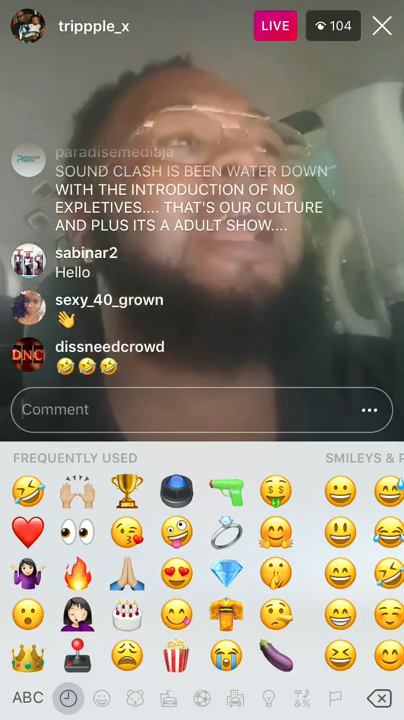 trippple_x
LIVE
104
paradisemediaja
SOUND CLASH IS BEEN WATER DOWN
WITH THE INTRODUCTION OF NO
EXPLETIVES.... THAT'S OUR CULTURE
AND PLUS ITS A ADULT SHOW....
sabinar2
Hello
sexy_40_grown
👋
DNC
dissneedcrowd
🤣🤣🤣
Comment
FREQUENTLY USED
SMILEYS & P
ABC